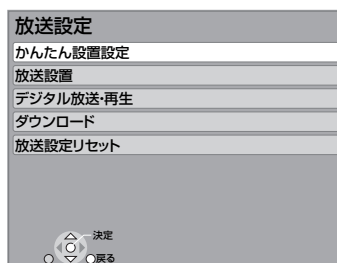 放送設定
かんたん設置設定
放送設置
デジタル放送・再生
ダウンロード
放送設定リセット
決定
戻る